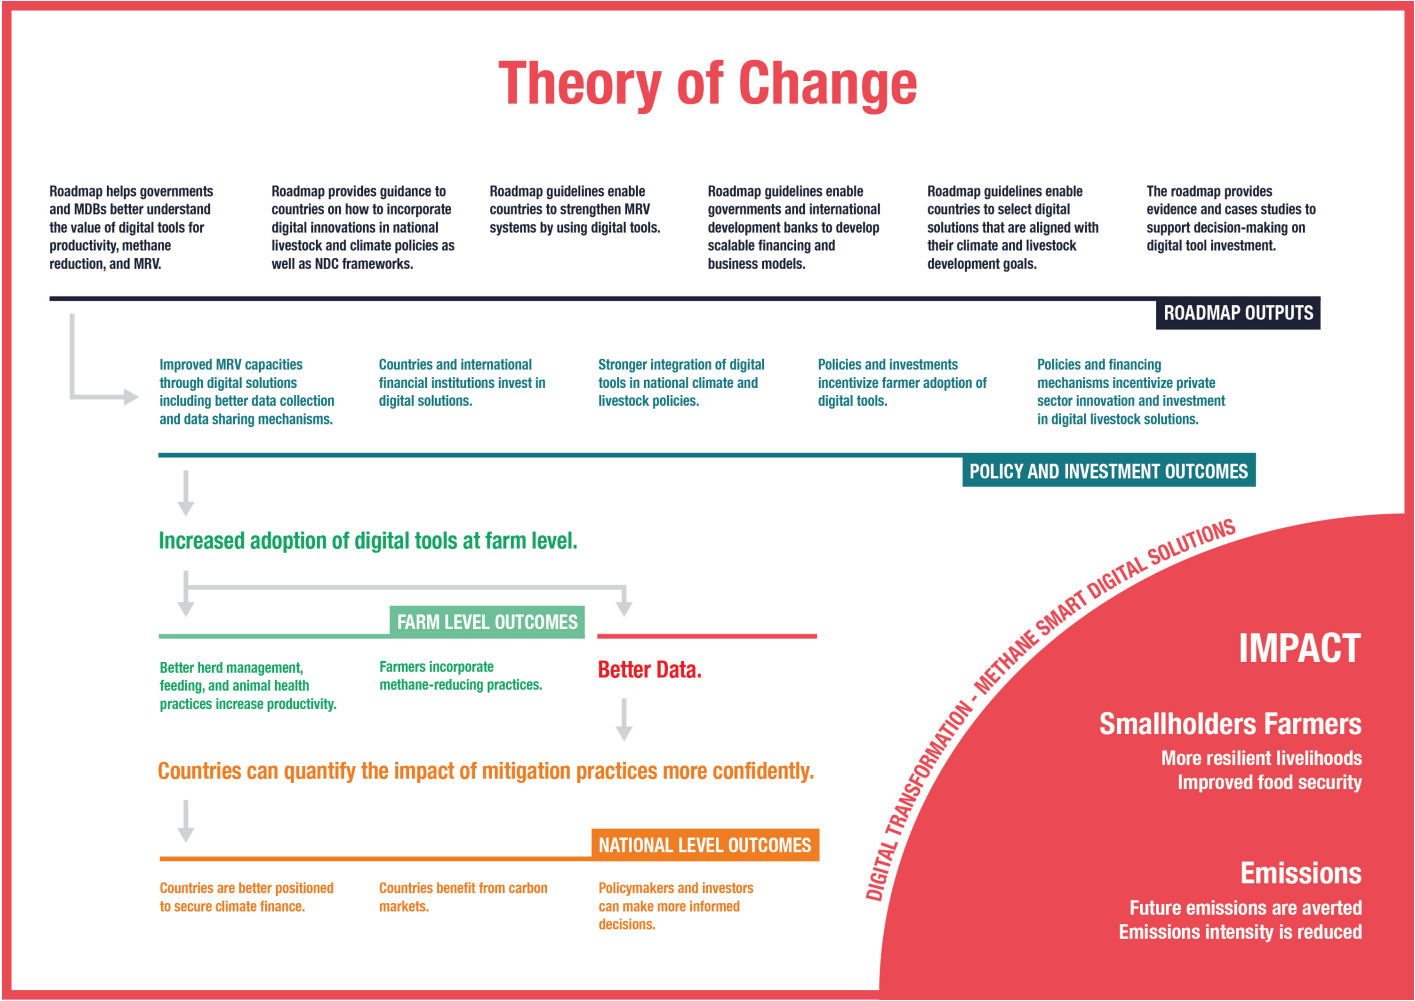 Theory of Change
Roadmap helps governments
and MDBs better understand
the value of digital tools for
productivity, methane
reduction, and MRV.
Roadmap provides guidance to
countries on how to incorporate
digital innovations in national
livestock and climate policies as
well as NDC frameworks.
Roadmap guidelines enable
countries to strengthen MRV
systems by using digital tools.
Roadmap guidelines enable
governments and international
development banks to develop
scalable financing and
business models.
Roadmap guidelines enable
countries to select digital
solutions that are aligned with
their climate and livestock
development goals.
The roadmap provides
evidence and cases studies to
support decision-making on
digital tool investment.
ROADMAP OUTPUTS
Improved MRV capacities
through digital solutions
including better data collection
and data sharing mechanisms.
Countries and international
financial institutions invest in
digital solutions.
Stronger integration of digital
tools in national climate and
livestock policies.
Policies and investments
incentivize farmer adoption of
digital tools.
Policies and financing
mechanisms incentivize private
sector innovation and investment
in digital livestock solutions.
POLICY AND INVESTMENT OUTCOMES
Increased adoption of digital tools at farm level.
FARM LEVEL OUTCOMES
Better herd management,
feeding, and animal health
practices increase productivity.
Farmers incorporate
methane-reducing practices.
Better Data.
Countries can quantify the impact of mitigation practices more confidently.
NATIONAL LEVEL OUTCOMES
Countries are better positioned
to secure climate finance.
Countries benefit from carbon
markets.
Policymakers and investors
can make more informed
decisions.
DIGITAL TRANSFORMATION - METHANE SMART DIGITAL SOLUTIONS
IMPACT
Smallholders Farmers
More resilient livelihoods
Improved food security
Emissions
Future emissions are averted
Emissions intensity is reduced